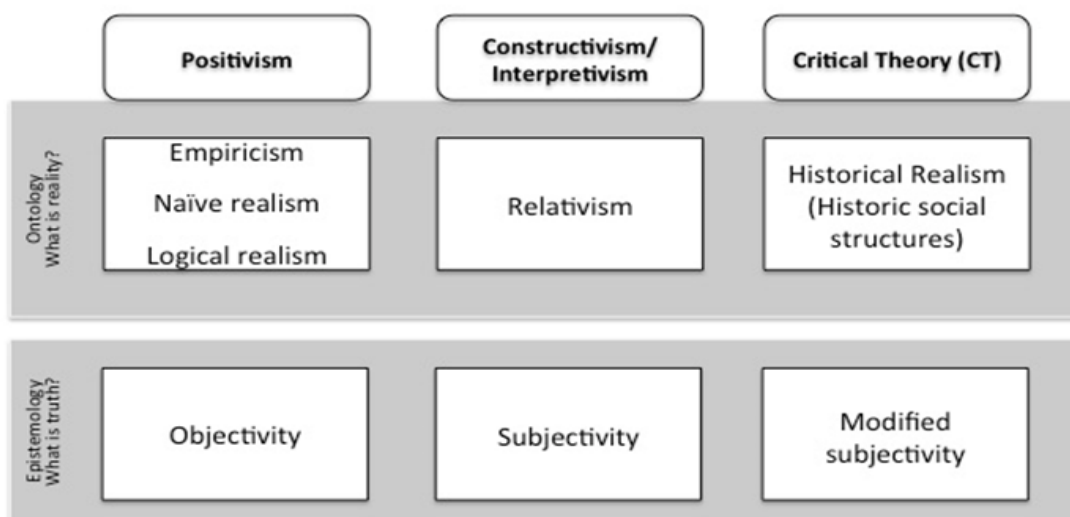 Positivism
Constructivism/
Interpretivism
Critical Theory (CT)
Ontology
What is reality?
Empiricism
Naïve realism
Logical realism
Relativism
Historical Realism
(Historic social
structures)
Epistemology
What is truth?
Objectivity
Subjectivity
Modified
subjectivity